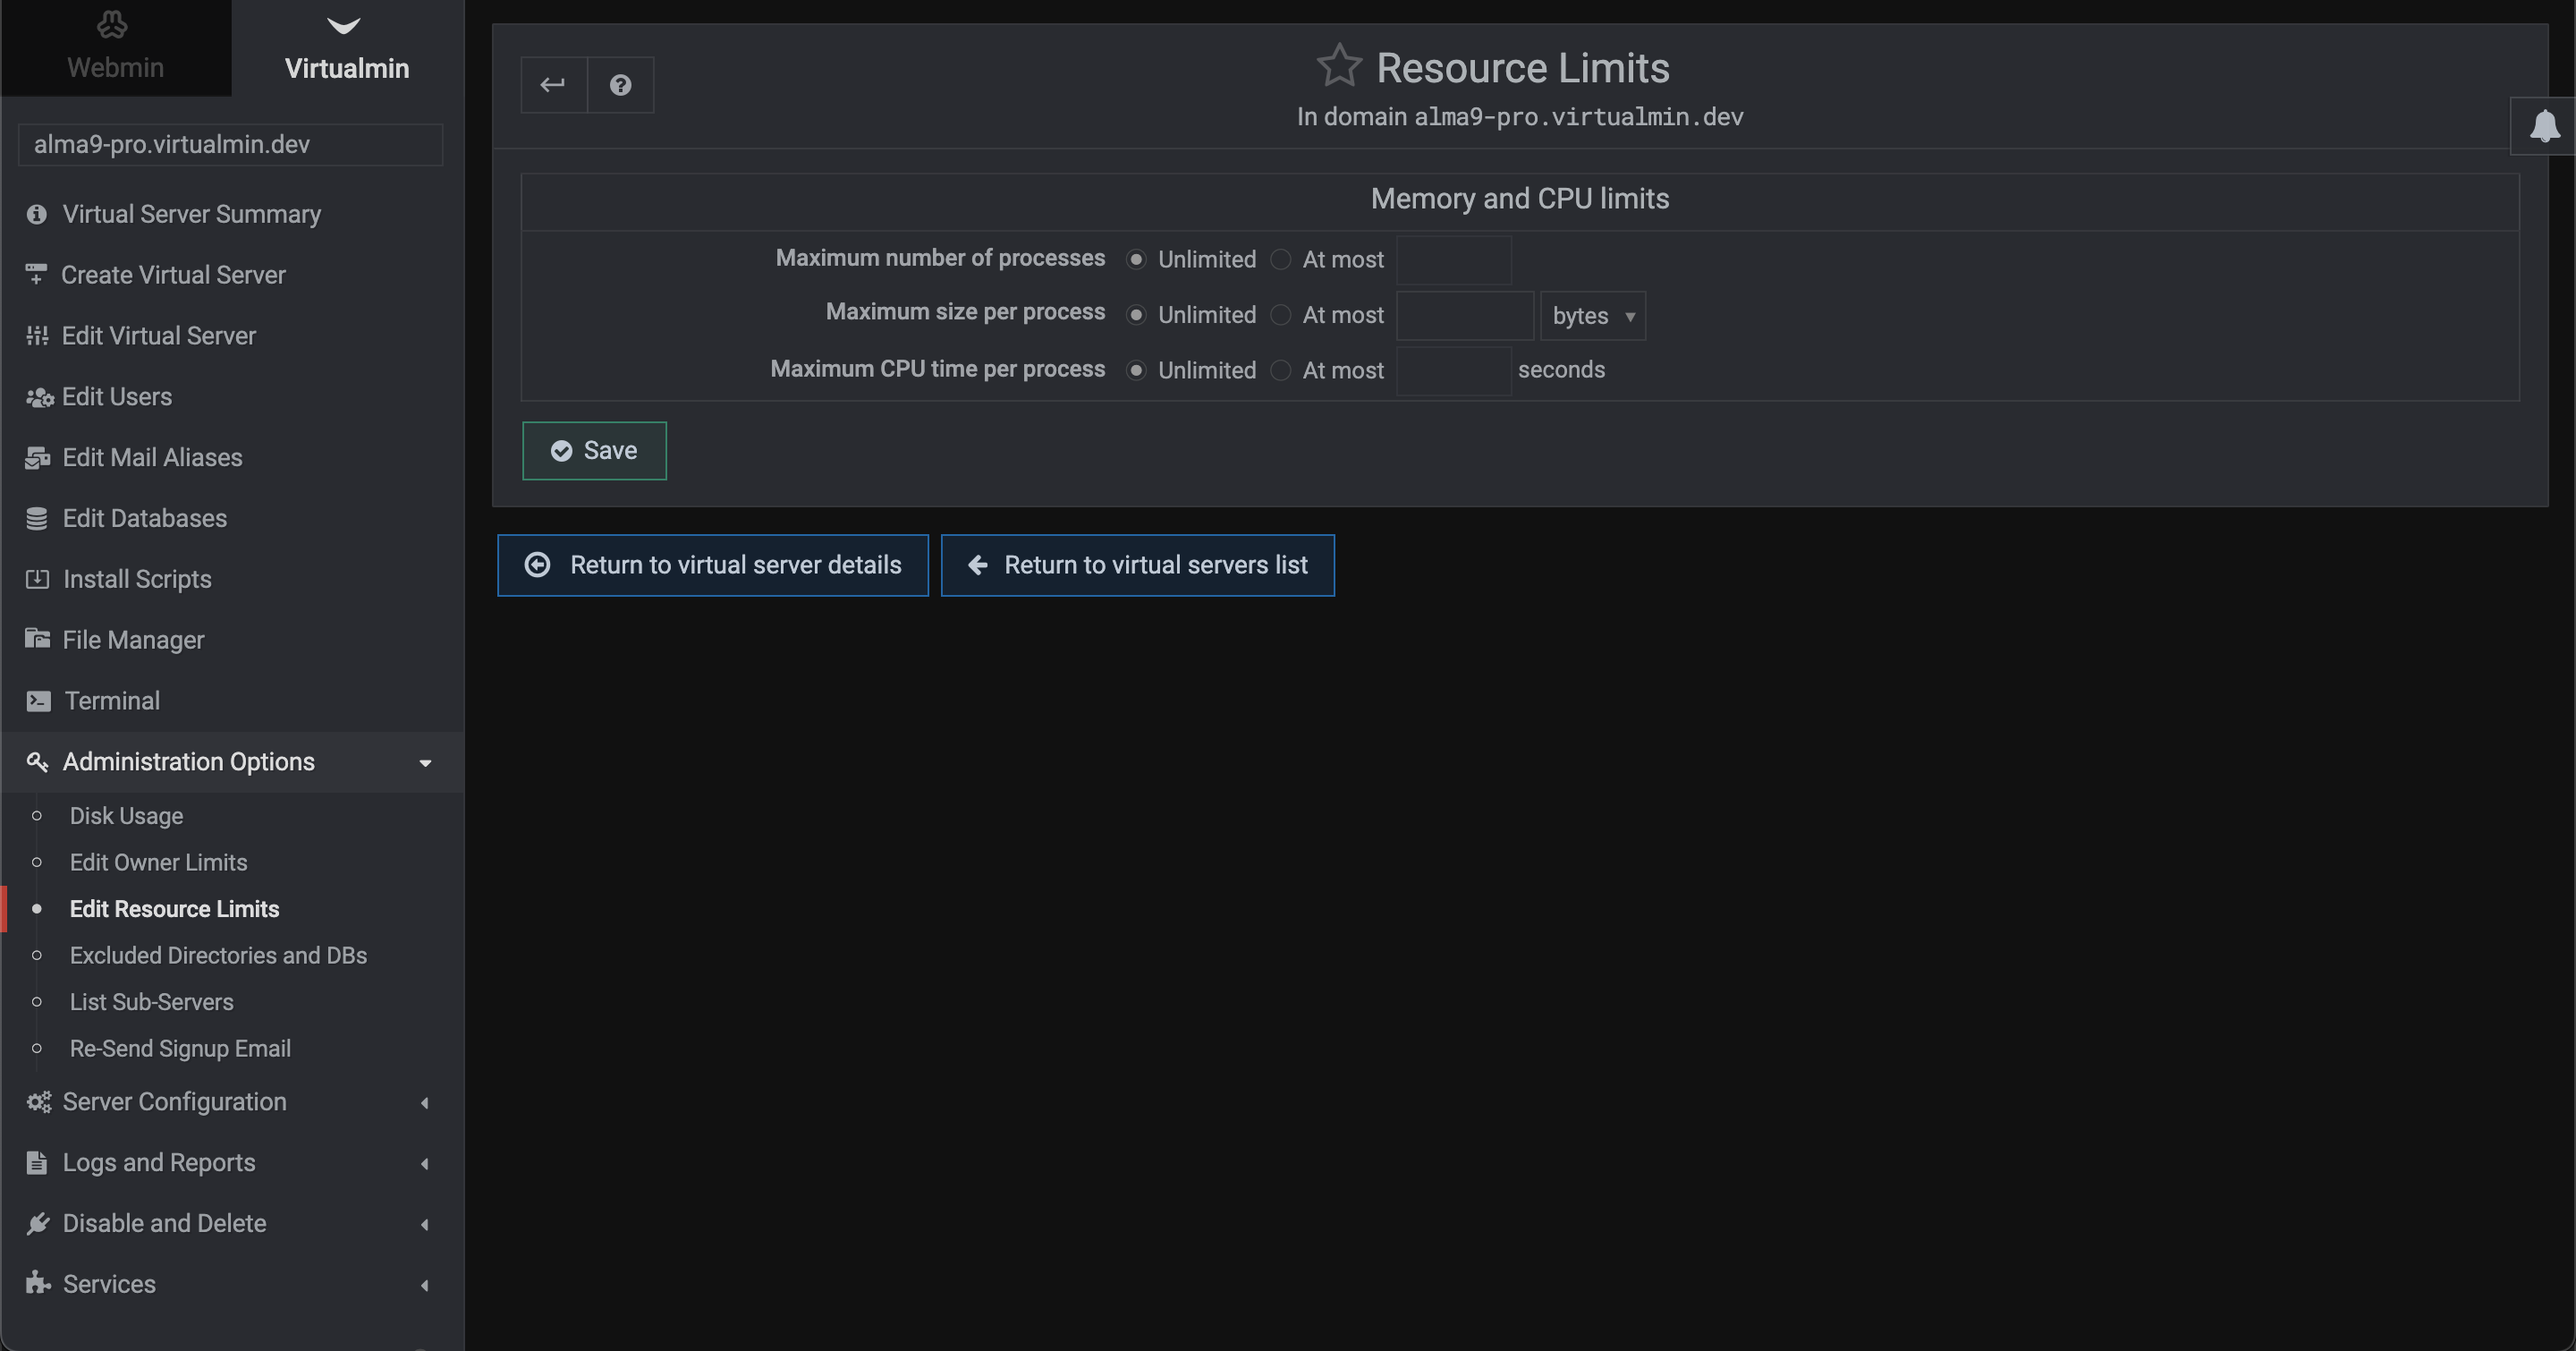 Webmin
Virtualmin
alma9-pro.virtualmin.dev
Virtual Server Summary
Create Virtual Server
Edit Virtual Server
Edit Users
Edit Mail Aliases
Edit Databases
Install Scripts
File Manager
Terminal
Administration Options
Disk Usage
Edit Owner Limits
Edit Resource Limits
Excluded Directories and DBs
List Sub-Servers
Re-Send Signup Email
Server Configuration
Logs and Reports
Disable and Delete
Services
Resource Limits
In domain alma9-pro.virtualmin.dev
Memory and CPU limits
Maximum number of processes Unlimited At most
Maximum size per process Unlimited At most bytes
Maximum CPU time per process Unlimited At most seconds
Save
Return to virtual server details Return to virtual servers list